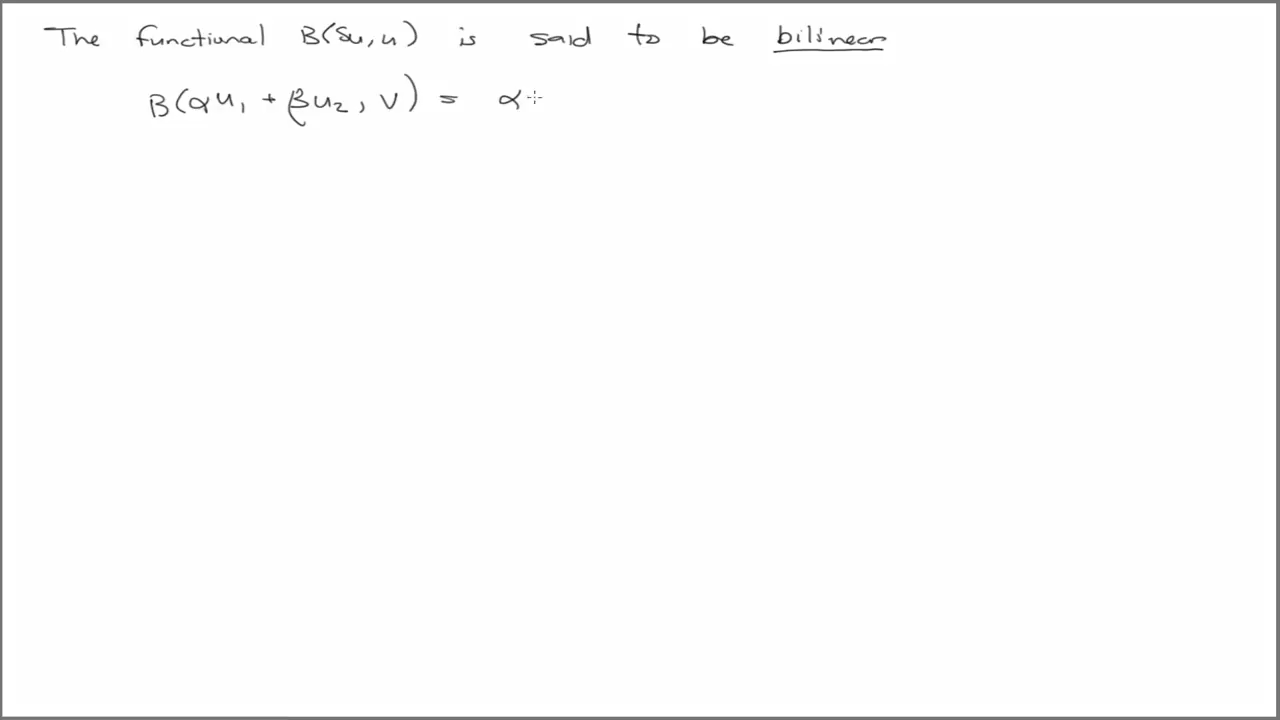 The functional B(δu, u) is said to be bilinear
B(αu₁ + βu₂, v) = α